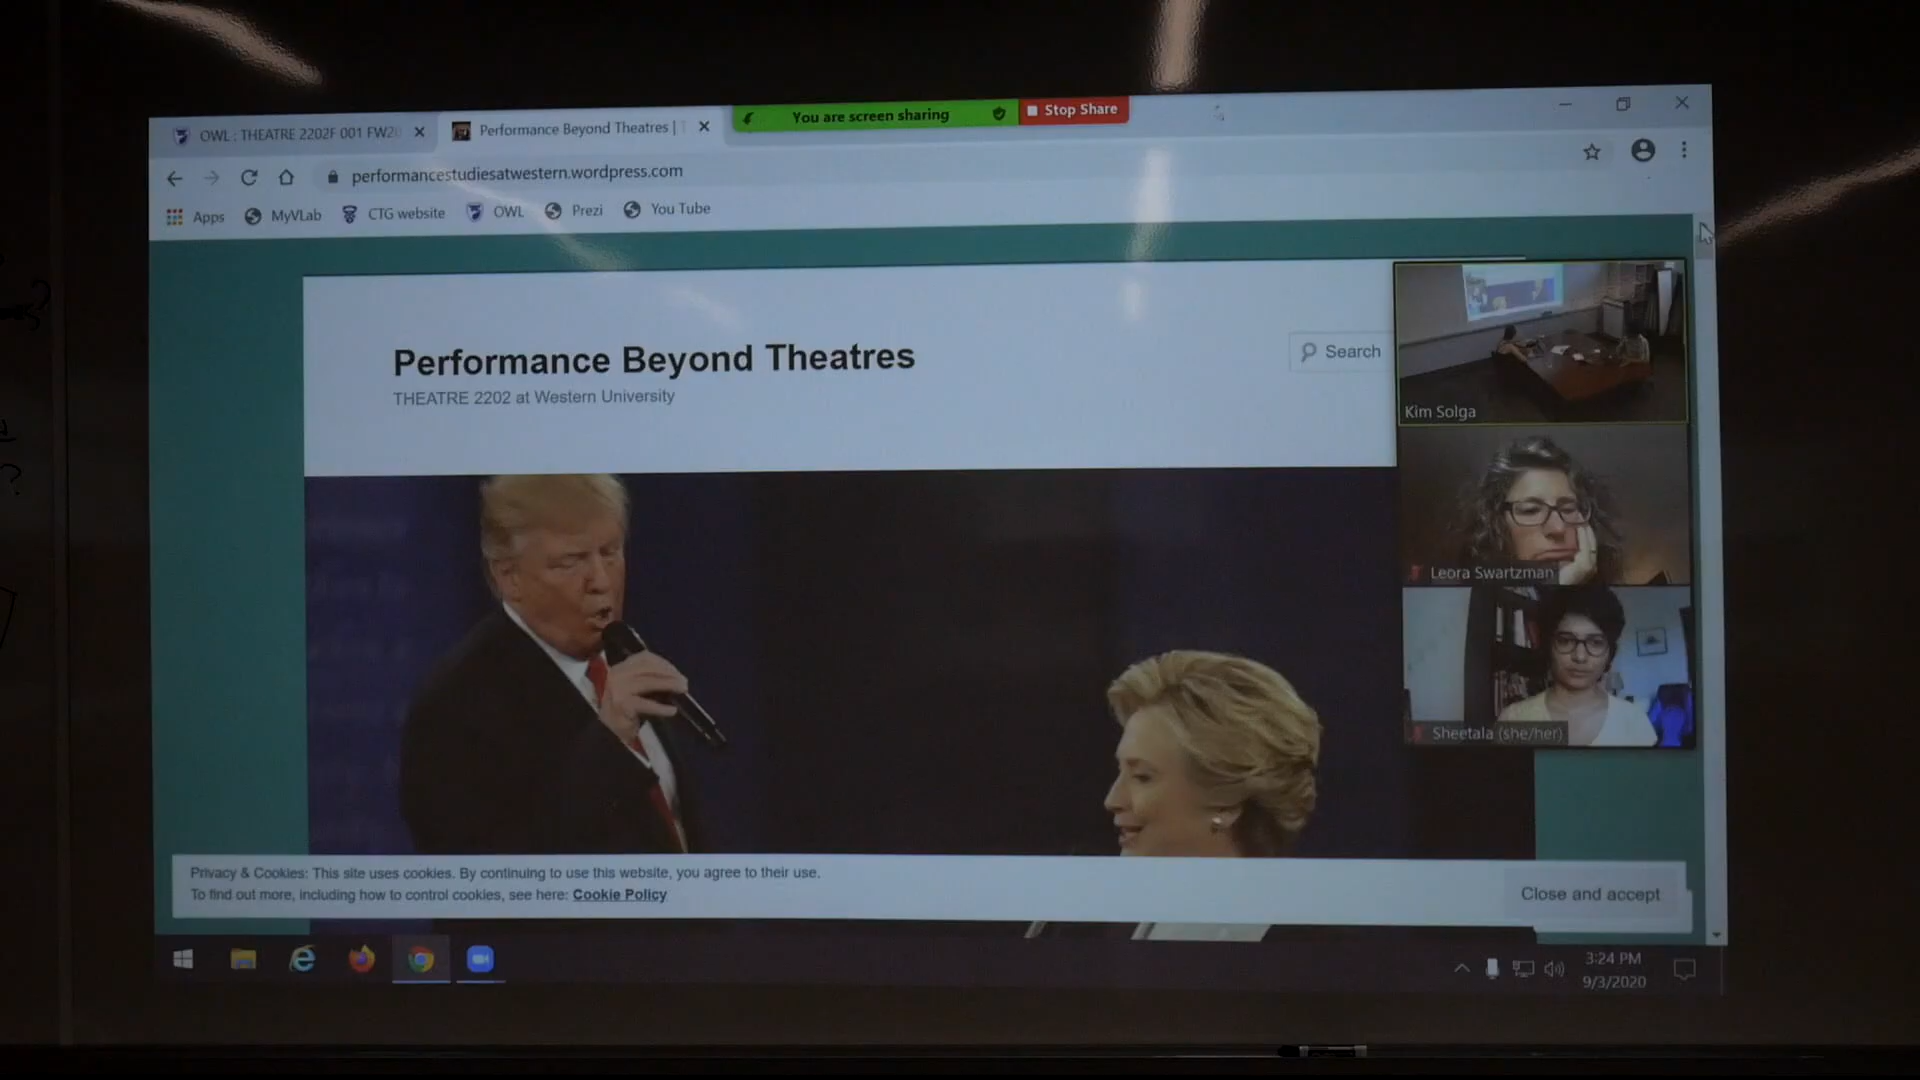 OWL : THEATRE 2202F 001 FW20
Performance Beyond Theatres |
You are screen sharing
Stop Share
performancestudiesatwestern.wordpress.com
Apps
MyVLab
CTG website
OWL
Prezi
You Tube
Performance Beyond Theatres
THEATRE 2202 at Western University
Search
Kim Solga
Leora Swartzman
Sheetala (she/her)
Privacy & Cookies: This site uses cookies. By continuing to use this website, you agree to their use.
To find out more, including how to control cookies, see here: Cookie Policy
Close and accept
3:24 PM
9/3/2020